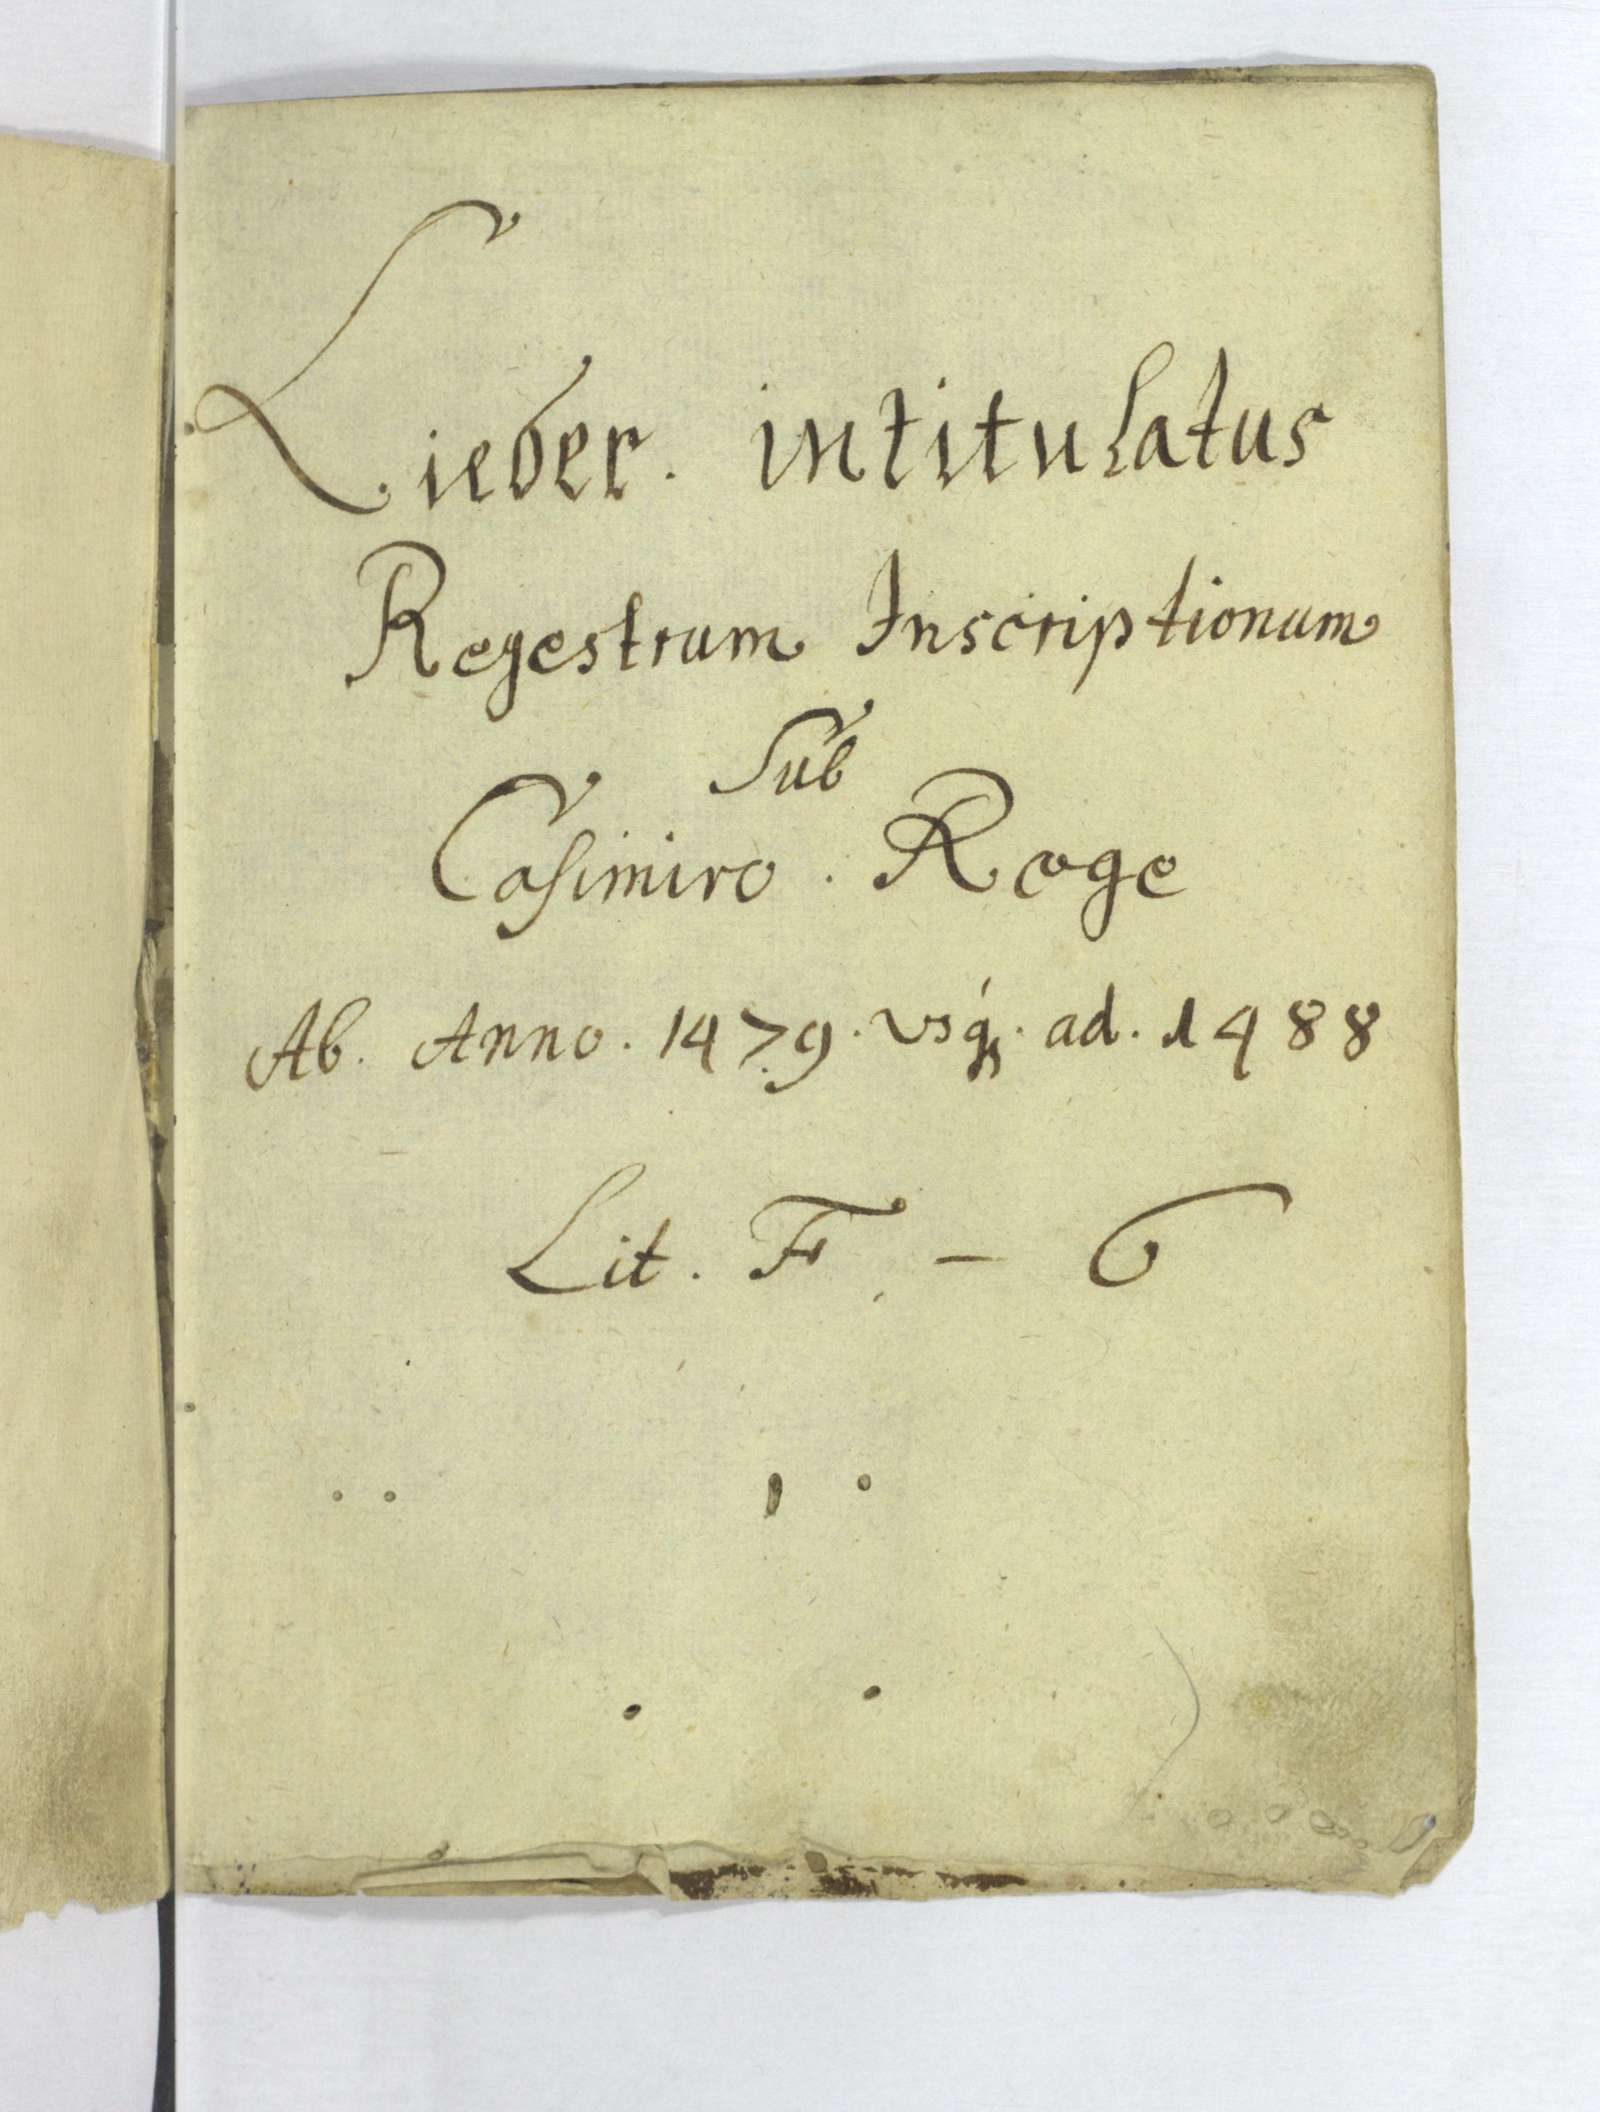 Lieber. intitulatus
Regestrum Inscriptionum
Sub
Casimiro. Rege
Ab. Anno. 1479. usq. ad. 1488
Lit. F. – 6